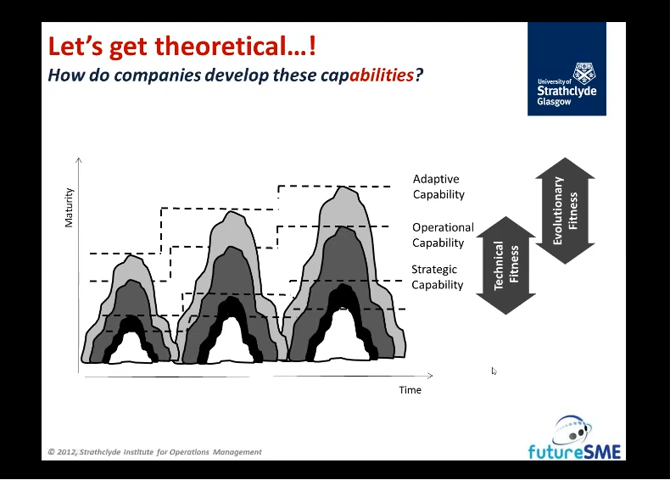 Let's get theoretical…!
How do companies develop these capabilities?
University of
Strathclyde
Glasgow
Maturity
Adaptive
Capability
Operational
Capability
Strategic
Capability
Technical
Fitness
Evolutionary
Fitness
Time
© 2012, Strathclyde Institute for Operations Management
futureSME